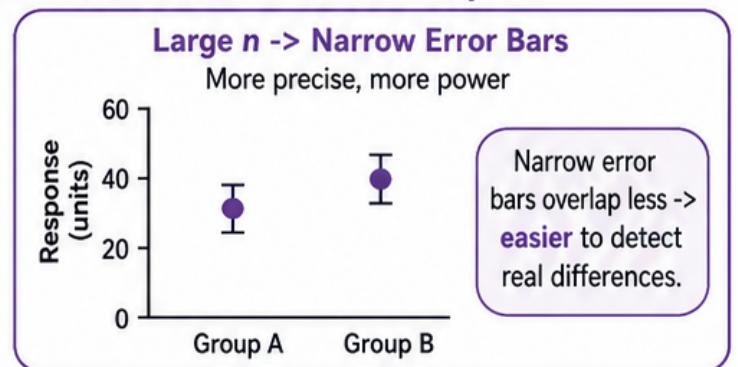 Large n -> Narrow Error Bars
More precise, more power
60
40
20
0
Response
(units)
Group A
Group B
Narrow error
bars overlap less ->
easier to detect
real differences.